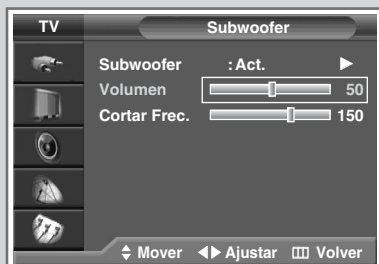 TV Subwoofer
Subwoofer :Act.
Volumen 50
Cortar Frec. 150
Mover Ajustar Volver